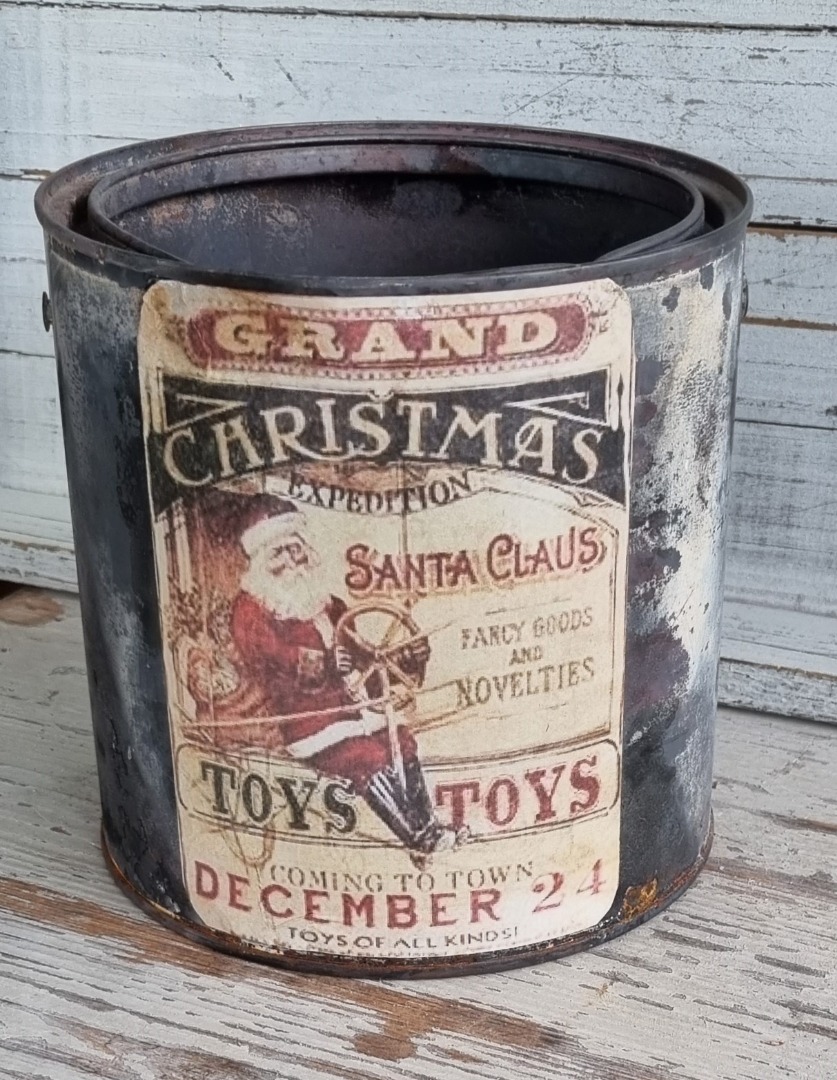 GRAND
CHRISTMAS
EXPEDITION
SANTA CLAUS
FANCY GOODS
AND
NOVELTIES
TOYS TOYS
COMING TO TOWN
DECEMBER 24
TOYS OF ALL KINDS!